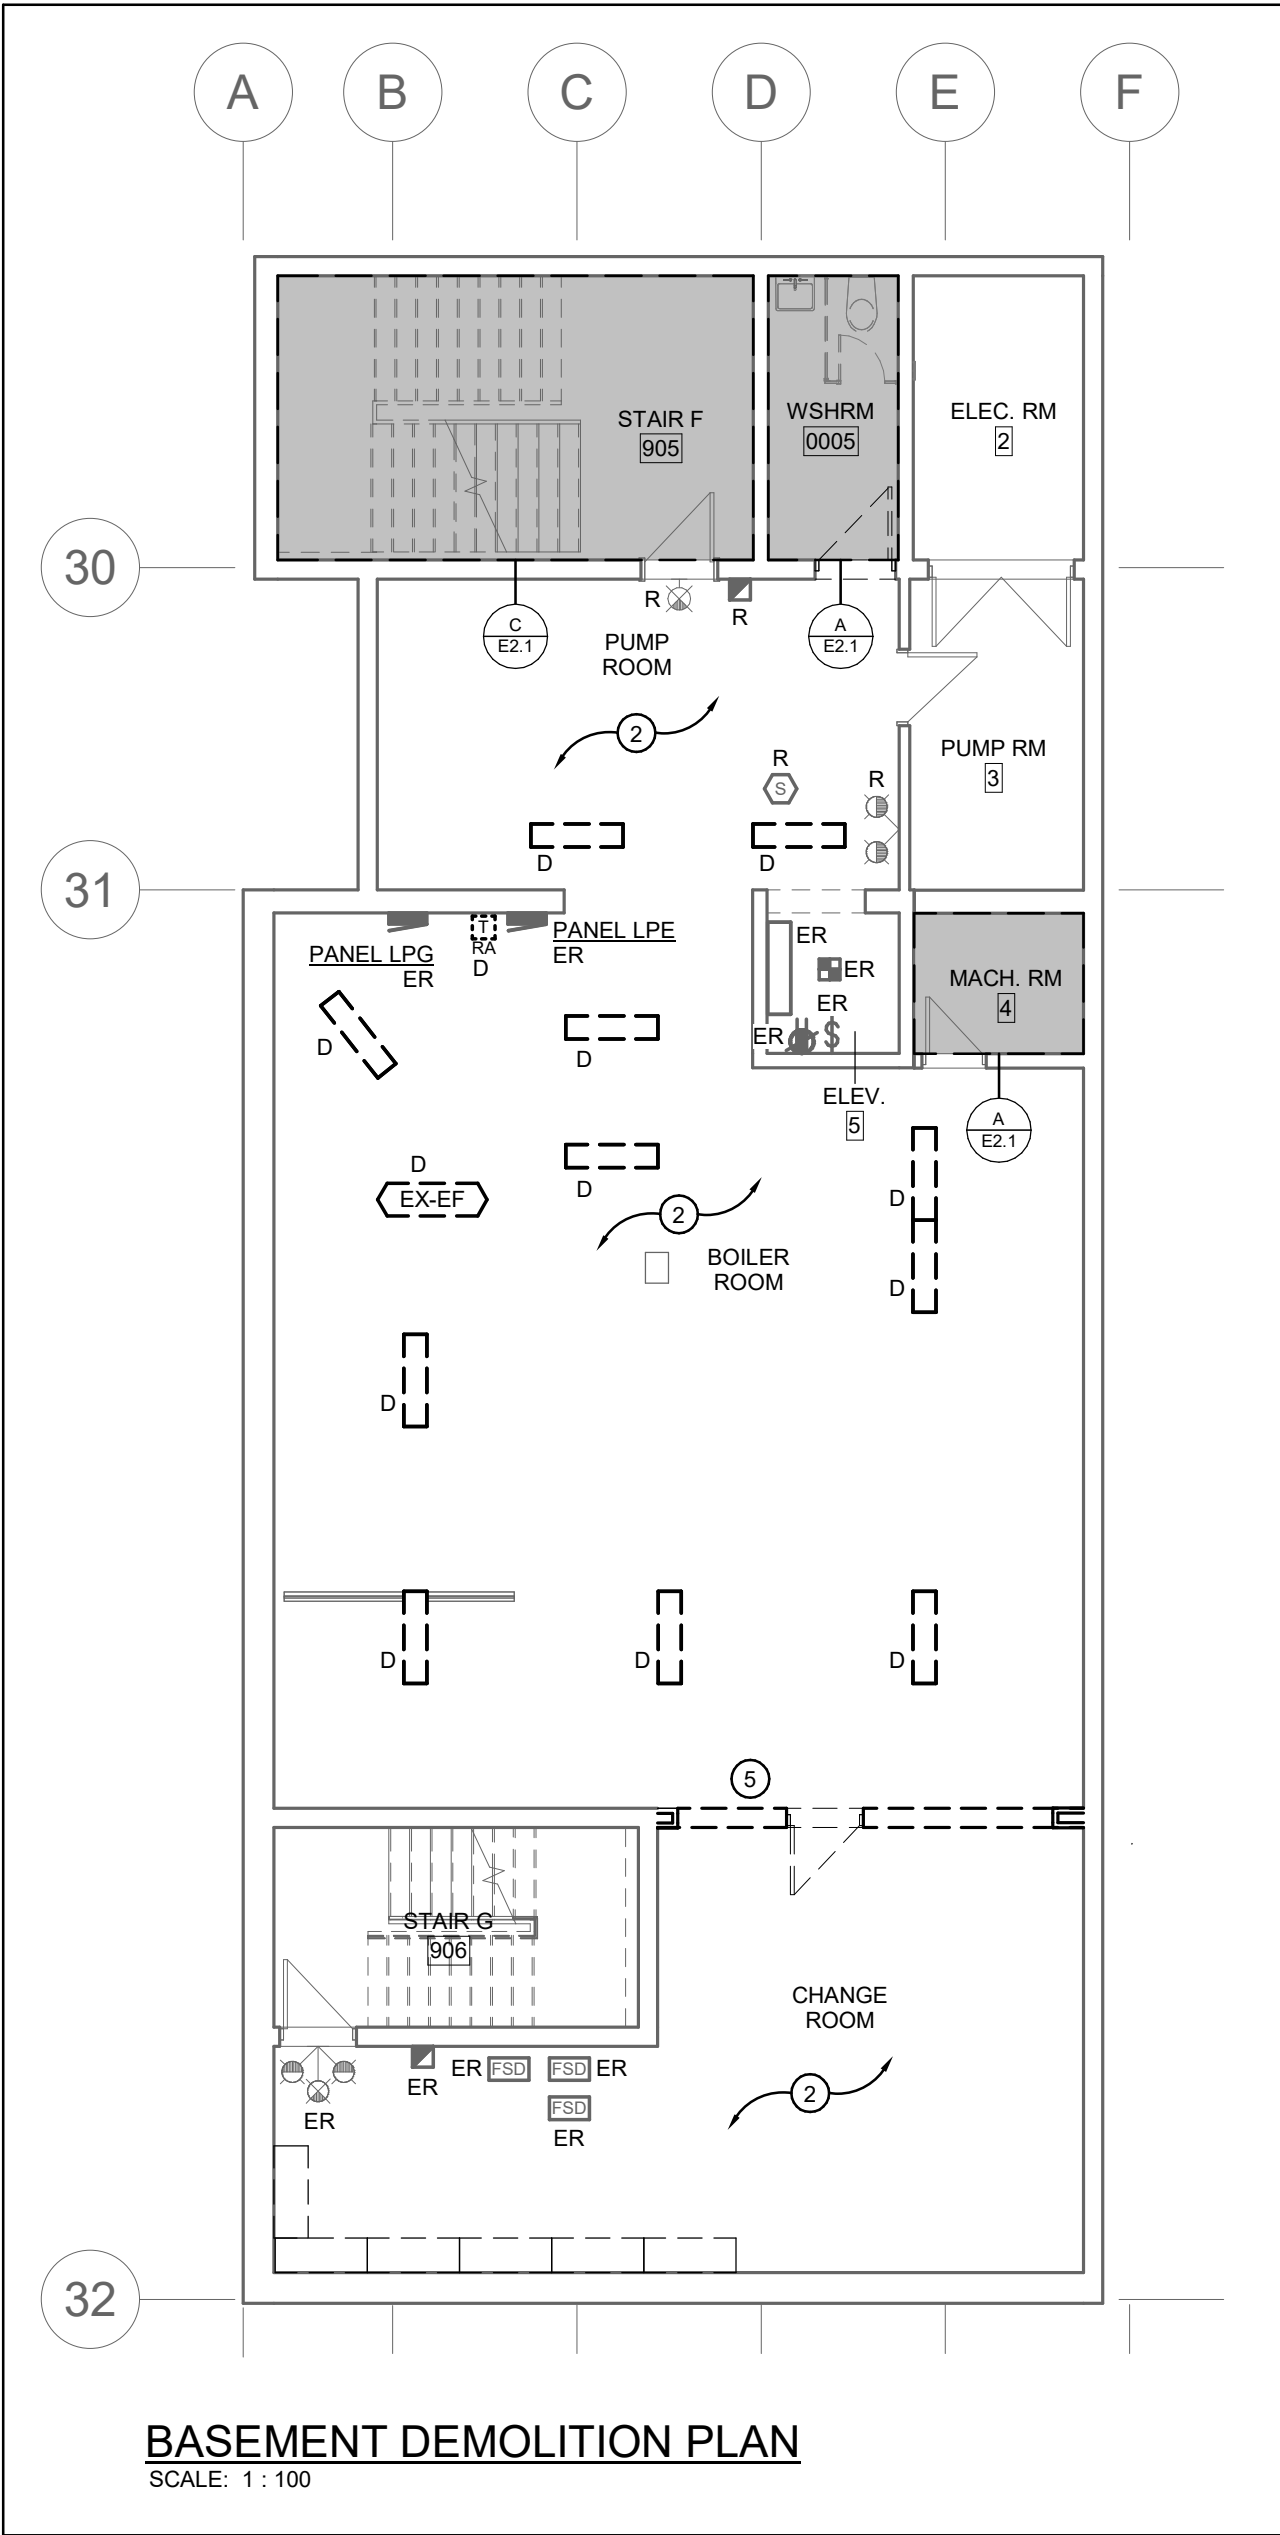 A B C D E F
STAIR F
905
WSHRM
0005
ELEC. RM
2
30
C
E2.1
R
R
A
E2.1
PUMP
ROOM
2
PUMP RM
3
R
S
R
D
D
31
PANEL LPG
ER
T
RA
D
PANEL LPE
ER
ER
ER
ER
ER
$
MACH. RM
4
D
D
ELEV.
5
A
E2.1
D
EX-EF
D
2
D
D
BOILER
ROOM
D
D
D
D
5
STAIR G
906
CHANGE
ROOM
ER
ER
ER FSD
FSD ER
FSD
ER
2
32
BASEMENT DEMOLITION PLAN
SCALE: 1 : 100